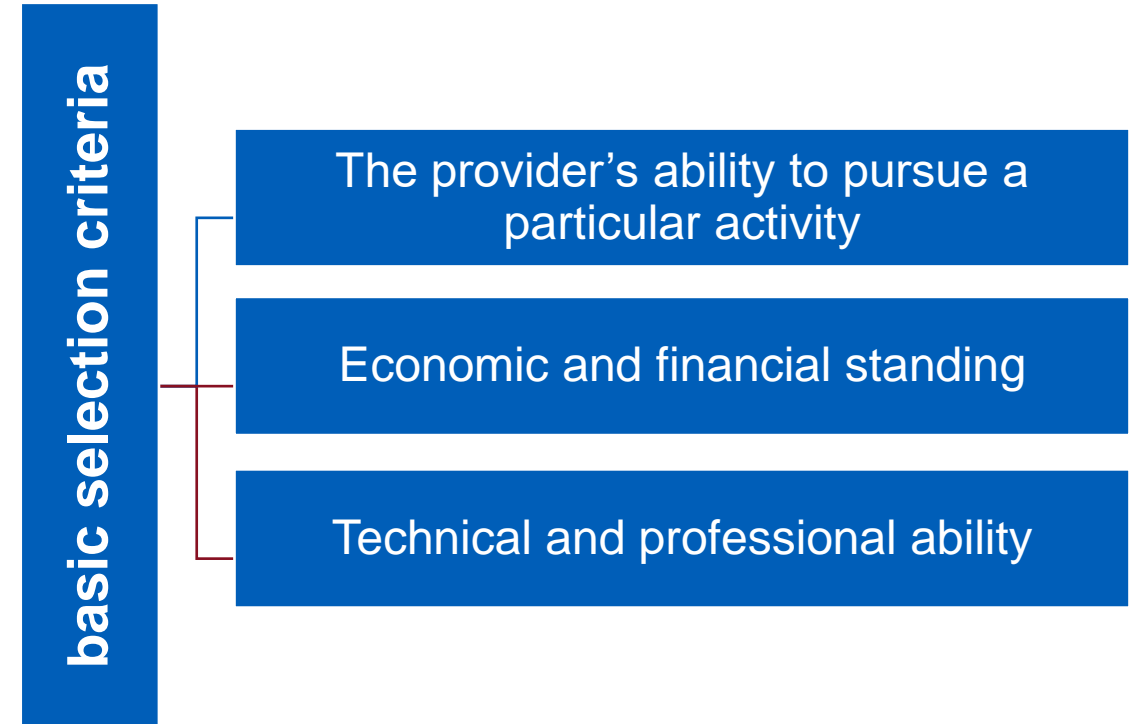 basic selection criteria
The provider’s ability to pursue a
particular activity
Economic and financial standing
Technical and professional ability